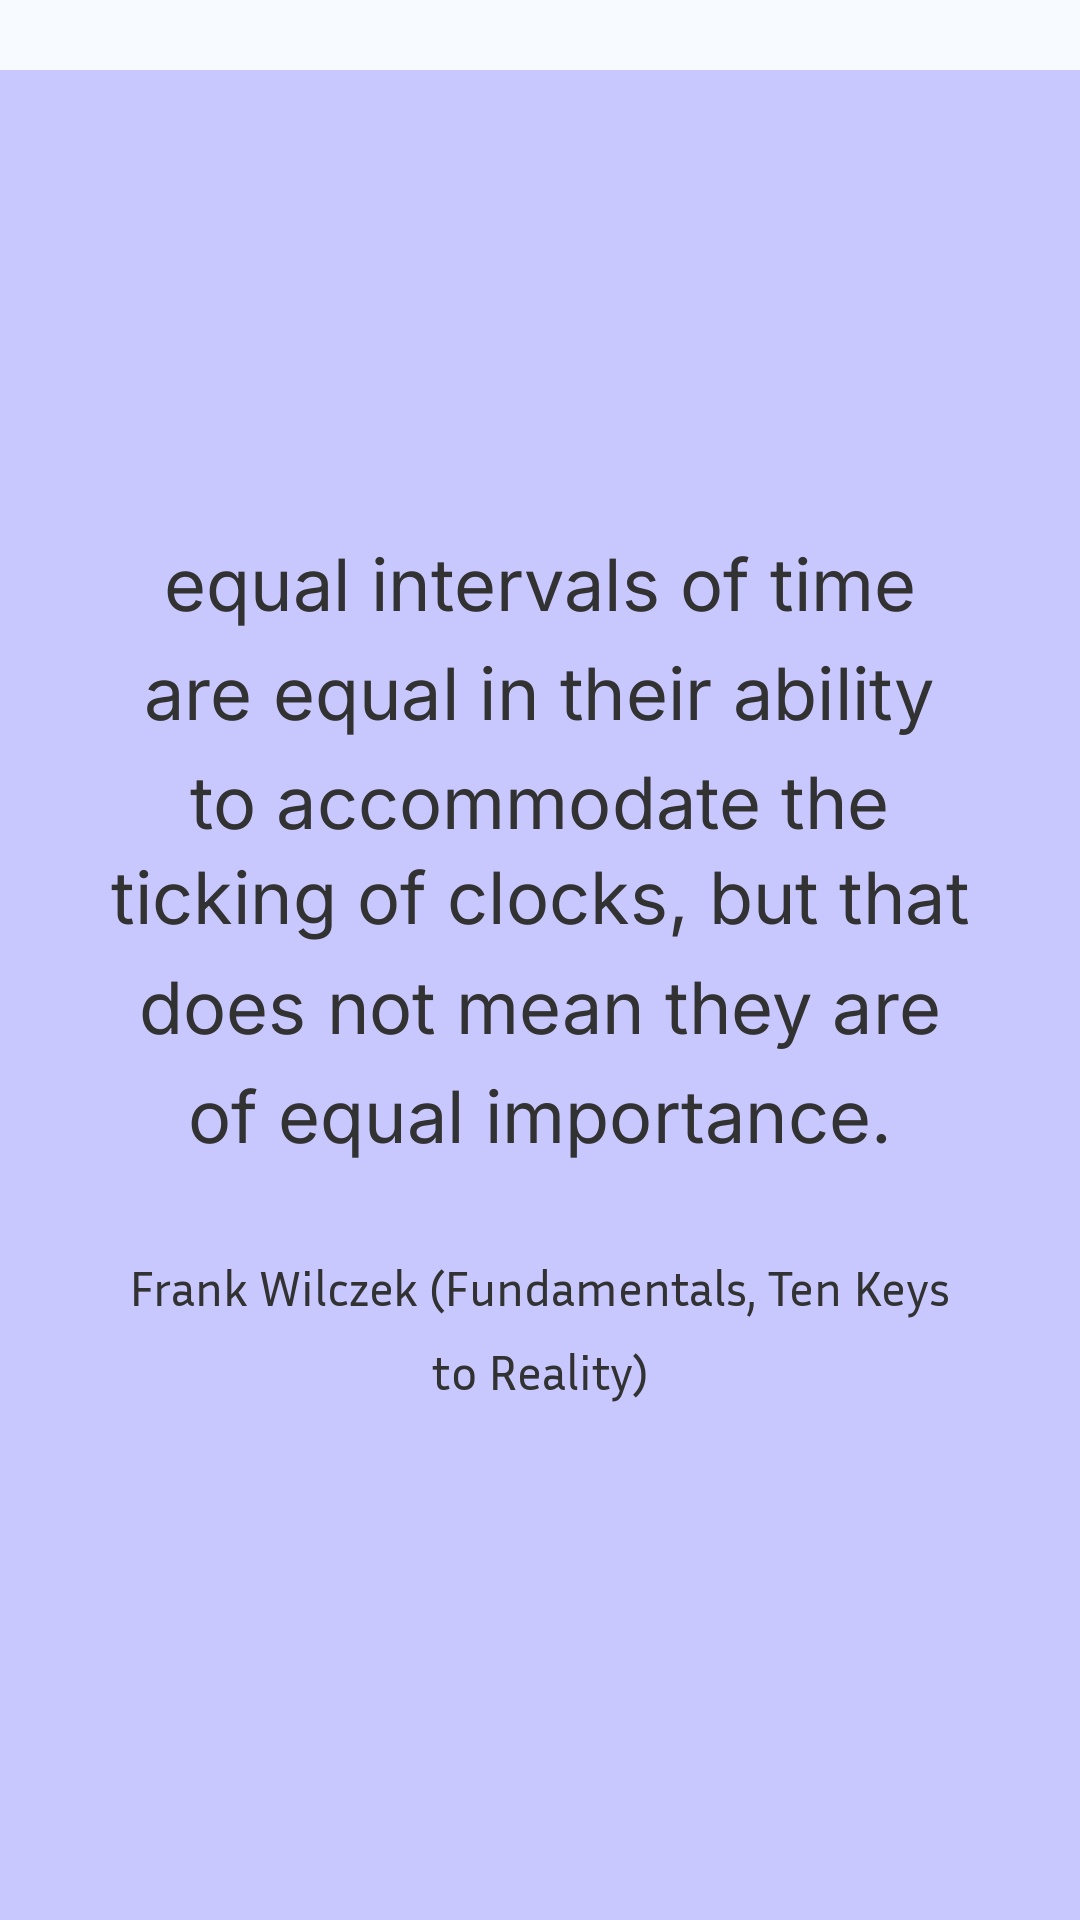 equal intervals of time
are equal in their ability
to accommodate the
ticking of clocks, but that
does not mean they are
of equal importance.
Frank Wilczek (Fundamentals, Ten Keys
to Reality)